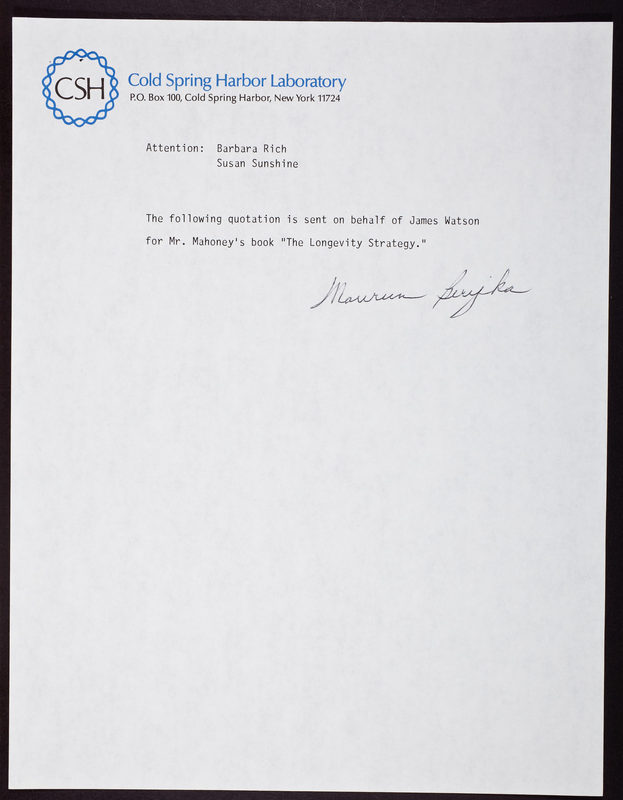 CSH
Cold Spring Harbor Laboratory
P.O. Box 100, Cold Spring Harbor, New York 11724
Attention: Barbara Rich
Susan Sunshine
The following quotation is sent on behalf of James Watson
for Mr. Mahoney's book "The Longevity Strategy."
Maureen Berejka